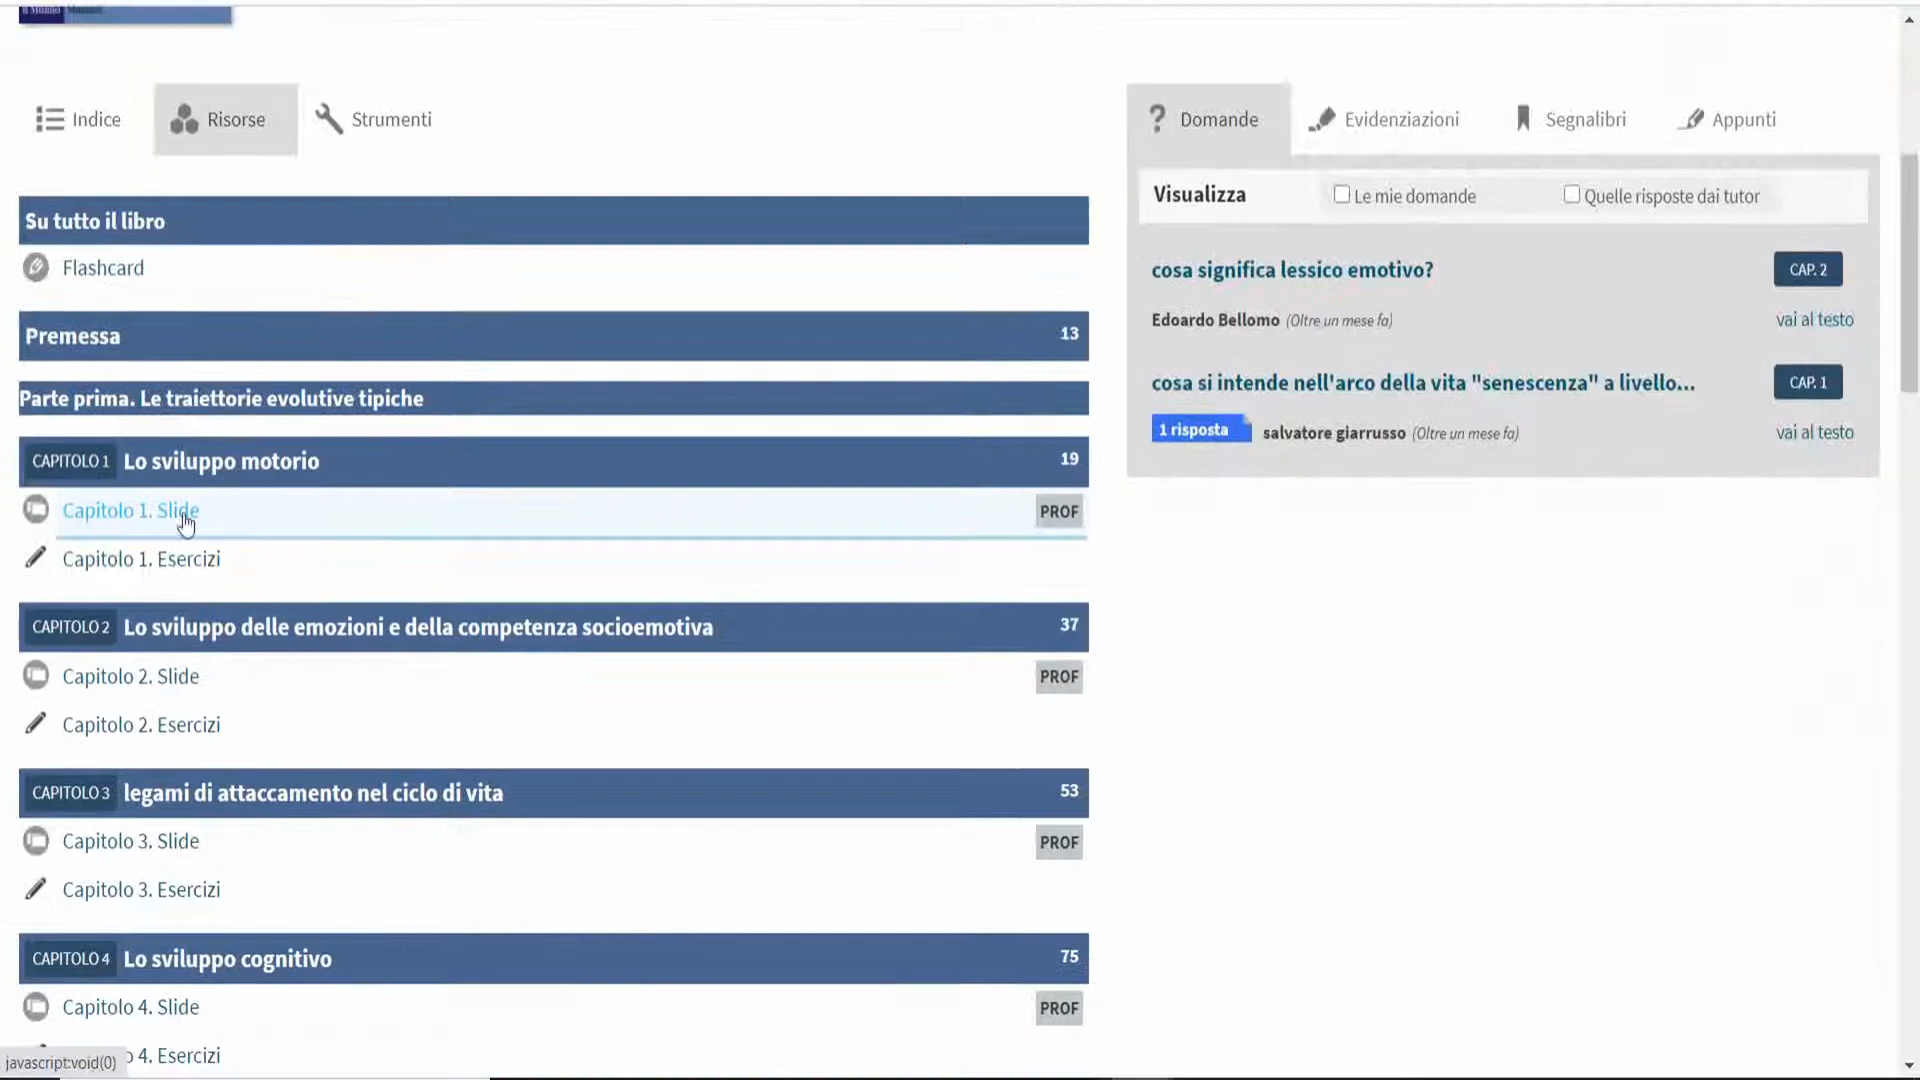 il Mulino Manuali
Indice
Risorse
Strumenti
Su tutto il libro
Flashcard
Premessa 13
Parte prima. Le traiettorie evolutive tipiche
CAPITOLO 1 Lo sviluppo motorio 19
Capitolo 1. Slide PROF
Capitolo 1. Esercizi
CAPITOLO 2 Lo sviluppo delle emozioni e della competenza socioemotiva 37
Capitolo 2. Slide PROF
Capitolo 2. Esercizi
CAPITOLO 3 legami di attaccamento nel ciclo di vita 53
Capitolo 3. Slide PROF
Capitolo 3. Esercizi
CAPITOLO 4 Lo sviluppo cognitivo 75
Capitolo 4. Slide PROF
o 4. Esercizi
javascript:void(0)
? Domande
Evidenziazioni
Segnalibri
Appunti
Visualizza
Le mie domande
Quelle risposte dai tutor
cosa significa lessico emotivo? CAP. 2
Edoardo Bellomo (Oltre un mese fa) vai al testo
cosa si intende nell'arco della vita "senescenza" a livello... CAP. 1
1 risposta salvatore giarrusso (Oltre un mese fa) vai al testo